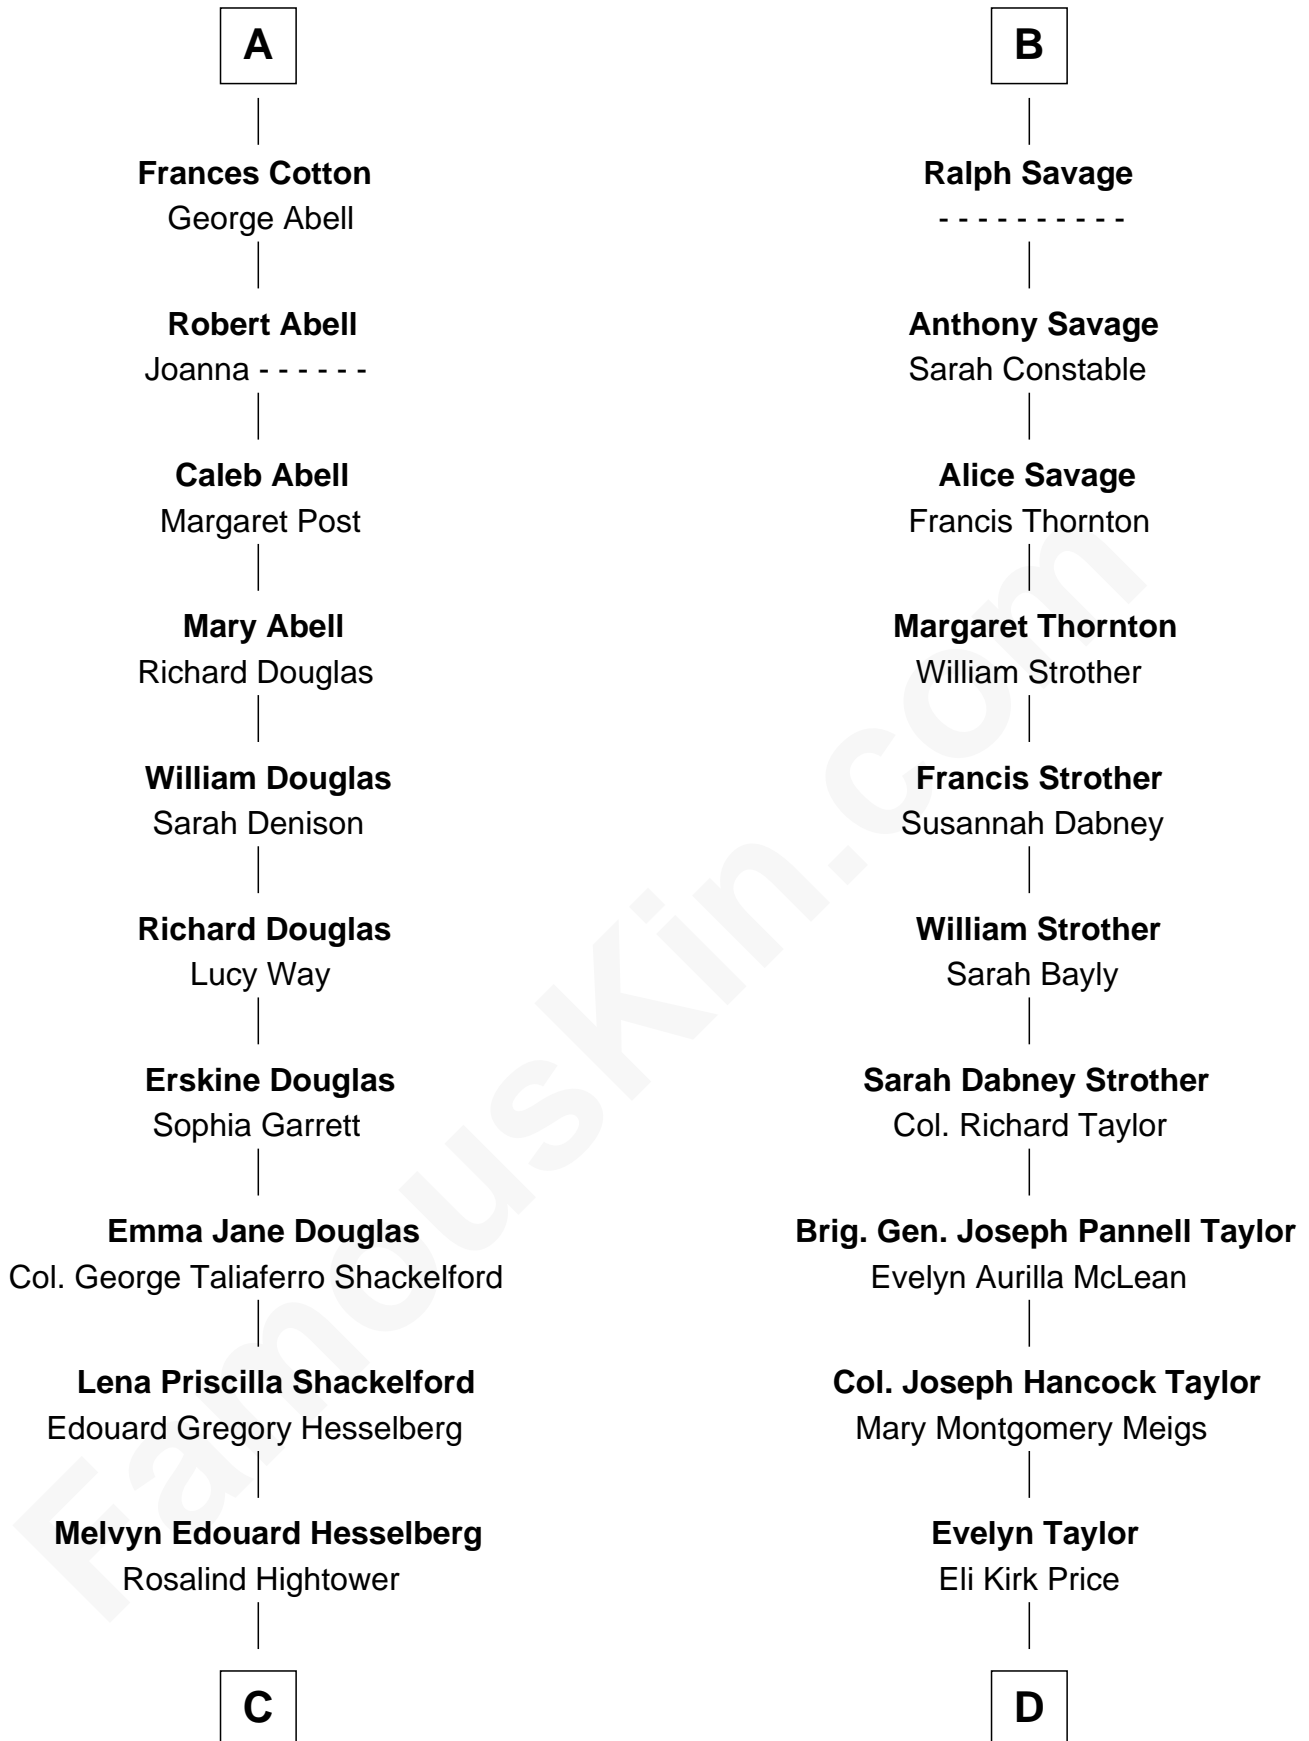 A
Frances Cotton
George Abell
Robert Abell
Joanna - - - - - -
Caleb Abell
Margaret Post
Mary Abell
Richard Douglas
William Douglas
Sarah Denison
Richard Douglas
Lucy Way
Erskine Douglas
Sophia Garrett
Emma Jane Douglas
Col. George Taliaferro Shackelford
Lena Priscilla Shackelford
Edouard Gregory Hesselberg
Melvyn Edouard Hesselberg
Rosalind Hightower
C
B
Ralph Savage
- - - - - - - - - -
Anthony Savage
Sarah Constable
Alice Savage
Francis Thornton
Margaret Thornton
William Strother
Francis Strother
Susannah Dabney
William Strother
Sarah Bayly
Sarah Dabney Strother
Col. Richard Taylor
Brig. Gen. Joseph Pannell Taylor
Evelyn Aurilla McLean
Col. Joseph Hancock Taylor
Mary Montgomery Meigs
Evelyn Taylor
Eli Kirk Price
D
FamousKin.com